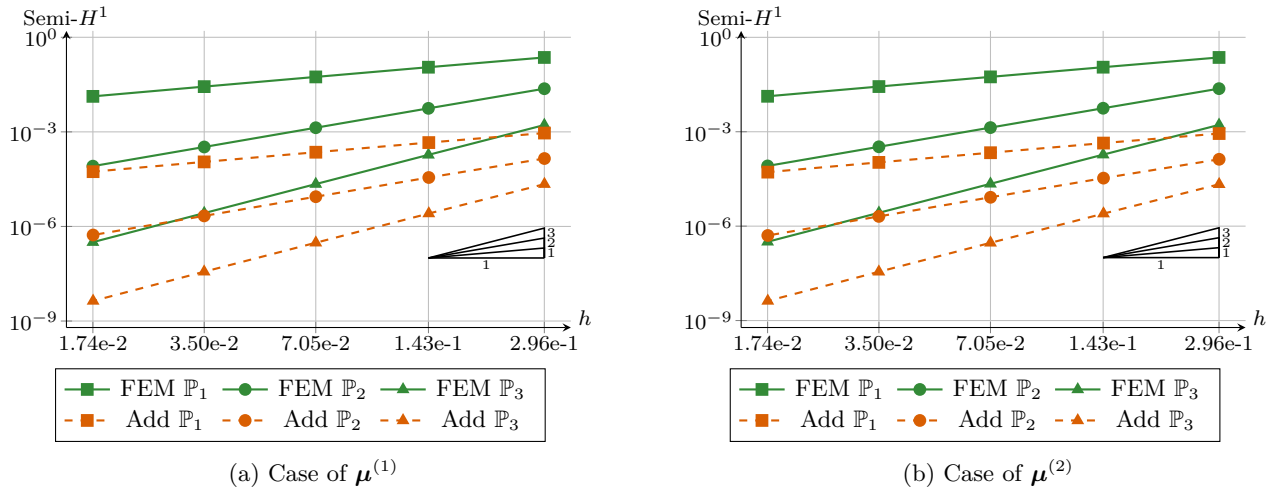 Semi-H¹
10⁰
10⁻³
10⁻⁶
10⁻⁹
3
2
1
1
h
1.74e-2 3.50e-2 7.05e-2 1.43e-1 2.96e-1
FEM ℙ₁ FEM ℙ₂ FEM ℙ₃
Add ℙ₁ Add ℙ₂ Add ℙ₃
(a) Case of 𝝁⁽¹⁾
Semi-H¹
10⁰
10⁻³
10⁻⁶
10⁻⁹
3
2
1
1
h
1.74e-2 3.50e-2 7.05e-2 1.43e-1 2.96e-1
FEM ℙ₁ FEM ℙ₂ FEM ℙ₃
Add ℙ₁ Add ℙ₂ Add ℙ₃
(b) Case of 𝝁⁽²⁾